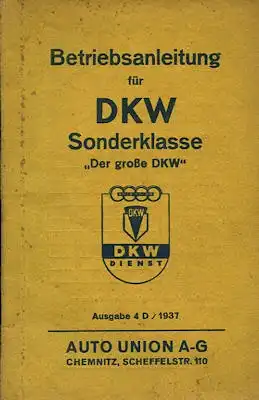 Betriebsanleitung
für
DKW
Sonderklasse
„Der große DKW“
DKW
DKW
DIENST
Ausgabe 4 D / 1937
AUTO UNION A-G
CHEMNITZ, SCHEFFELSTR. 110